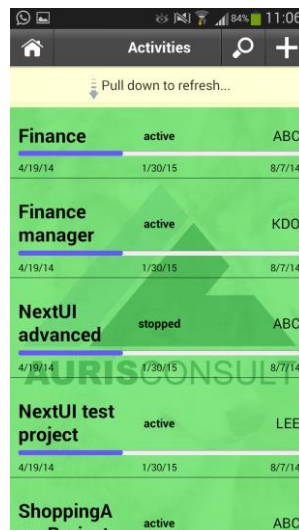 84% 11:06
Activities
Pull down to refresh...
Finance active ABC
4/19/14 1/30/15 8/7/14
Finance
manager active KDO
4/19/14 1/30/15 8/7/14
NextUI
advanced stopped ABC
4/19/14 1/30/15 8/7/14
AURISCONSULT
NextUI test
project active LEE
4/19/14 1/30/15 8/7/14
ShoppingA
active ABC